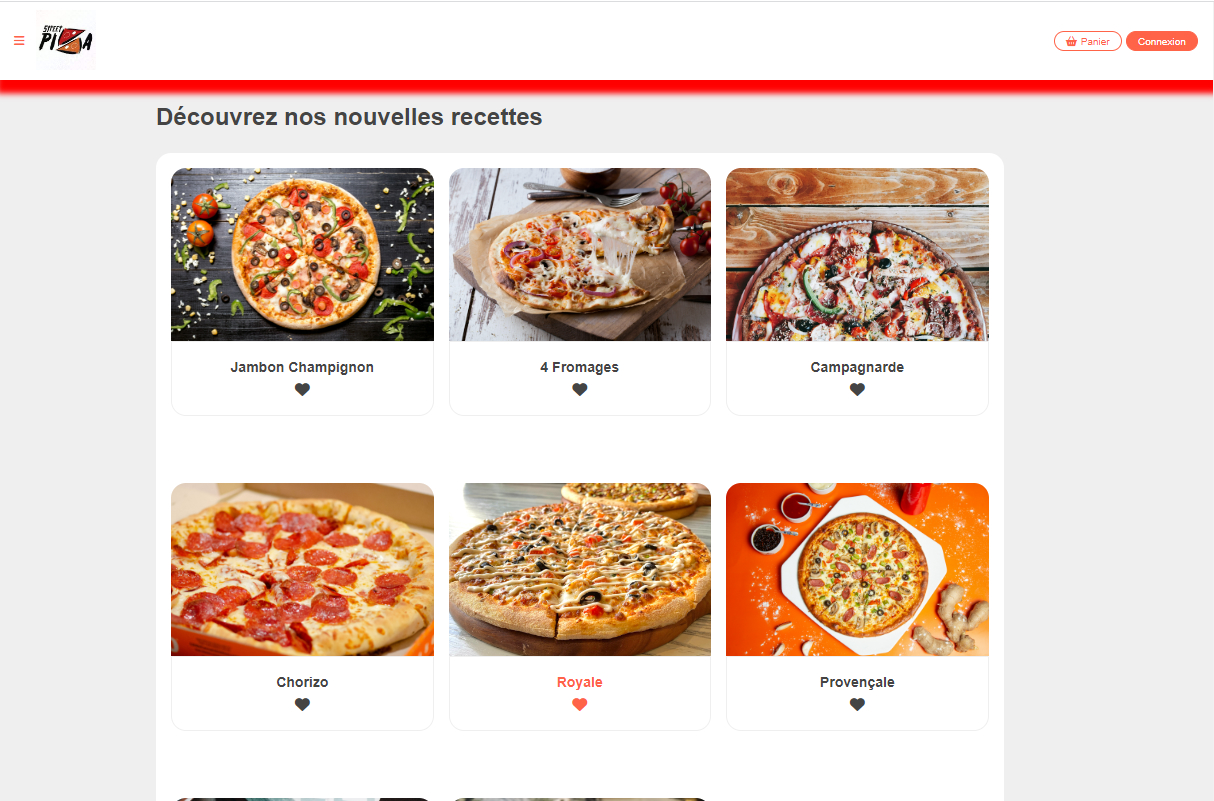 STREET
PIZZA
Panier
Connexion
Découvrez nos nouvelles recettes
Jambon Champignon
4 Fromages
Campagnarde
Chorizo
Royale
Provençale